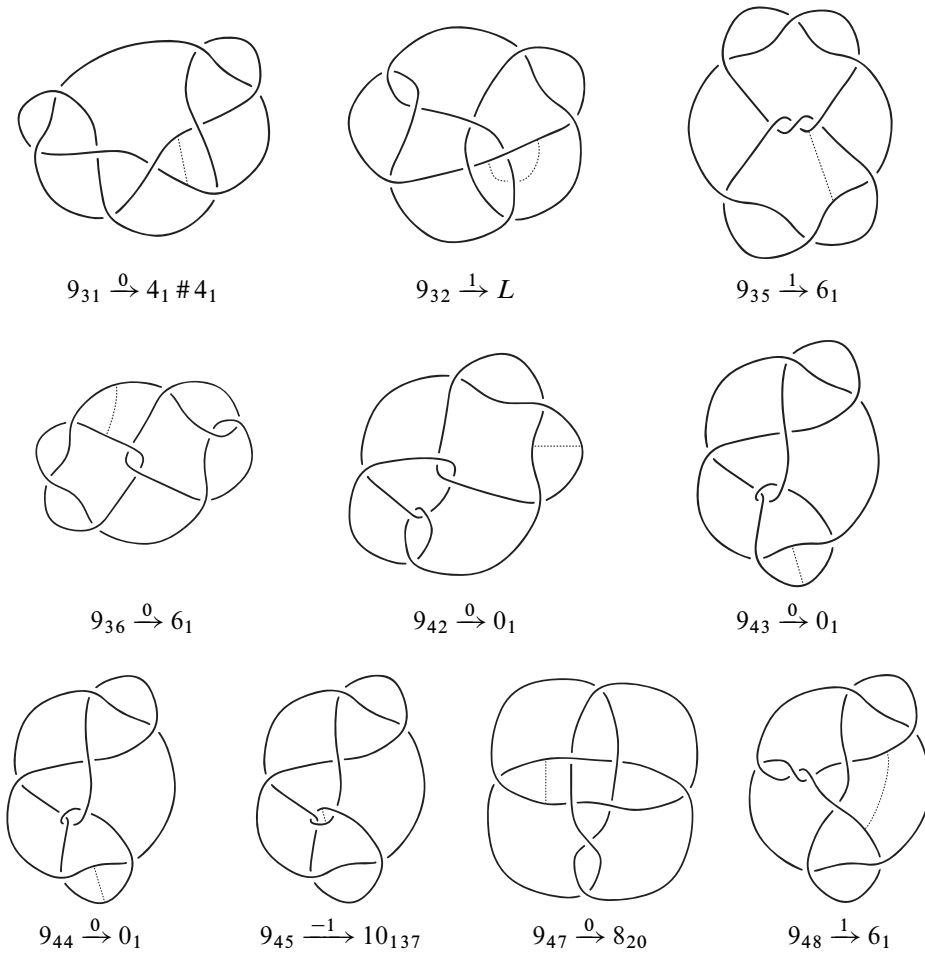 9₃₁ →⁰ 4₁ # 4₁
9₃₂ →¹ L
9₃₅ →¹ 6₁
9₃₆ →⁰ 6₁
9₄₂ →⁰ 0₁
9₄₃ →⁰ 0₁
9₄₄ →⁰ 0₁
9₄₅ →⁻¹ 10₁₃₇
9₄₇ →⁰ 8₂₀
9₄₈ →¹ 6₁